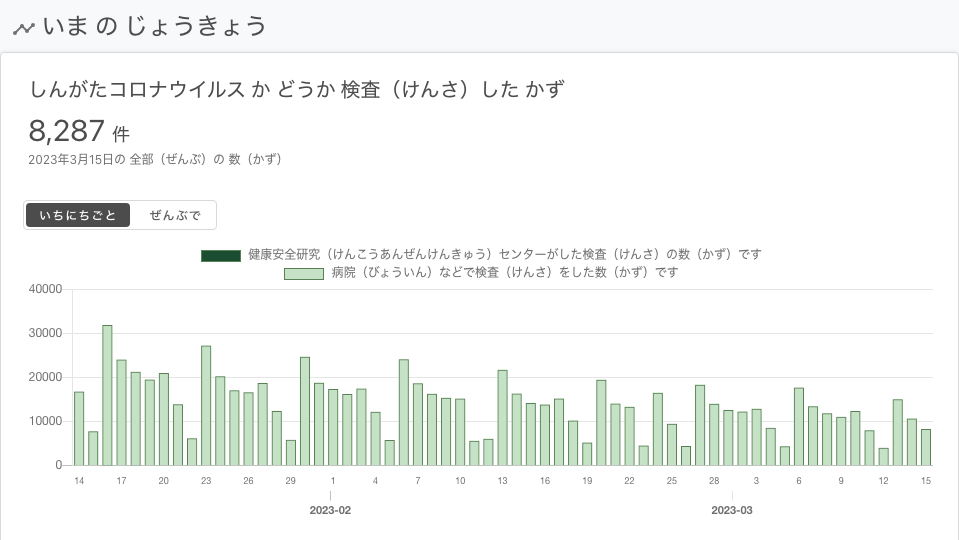 いま の じょうきょう
しんがたコロナウイルス か どうか 検査（けんさ）した かず
8,287 件
2023年3月15日の 全部（ぜんぶ）の 数（かず）
いちにちごと ぜんぶで
健康安全研究（けんこうあんぜんけんきゅう）センターがした検査（けんさ）の数（かず）です
病院（びょういん）などで検査（けんさ）をした数（かず）です
40000
30000
20000
10000
0
14 17 20 23 26 29 1 4 7 10 13 16 19 22 25 28 3 6 9 12 15
2023-02 2023-03